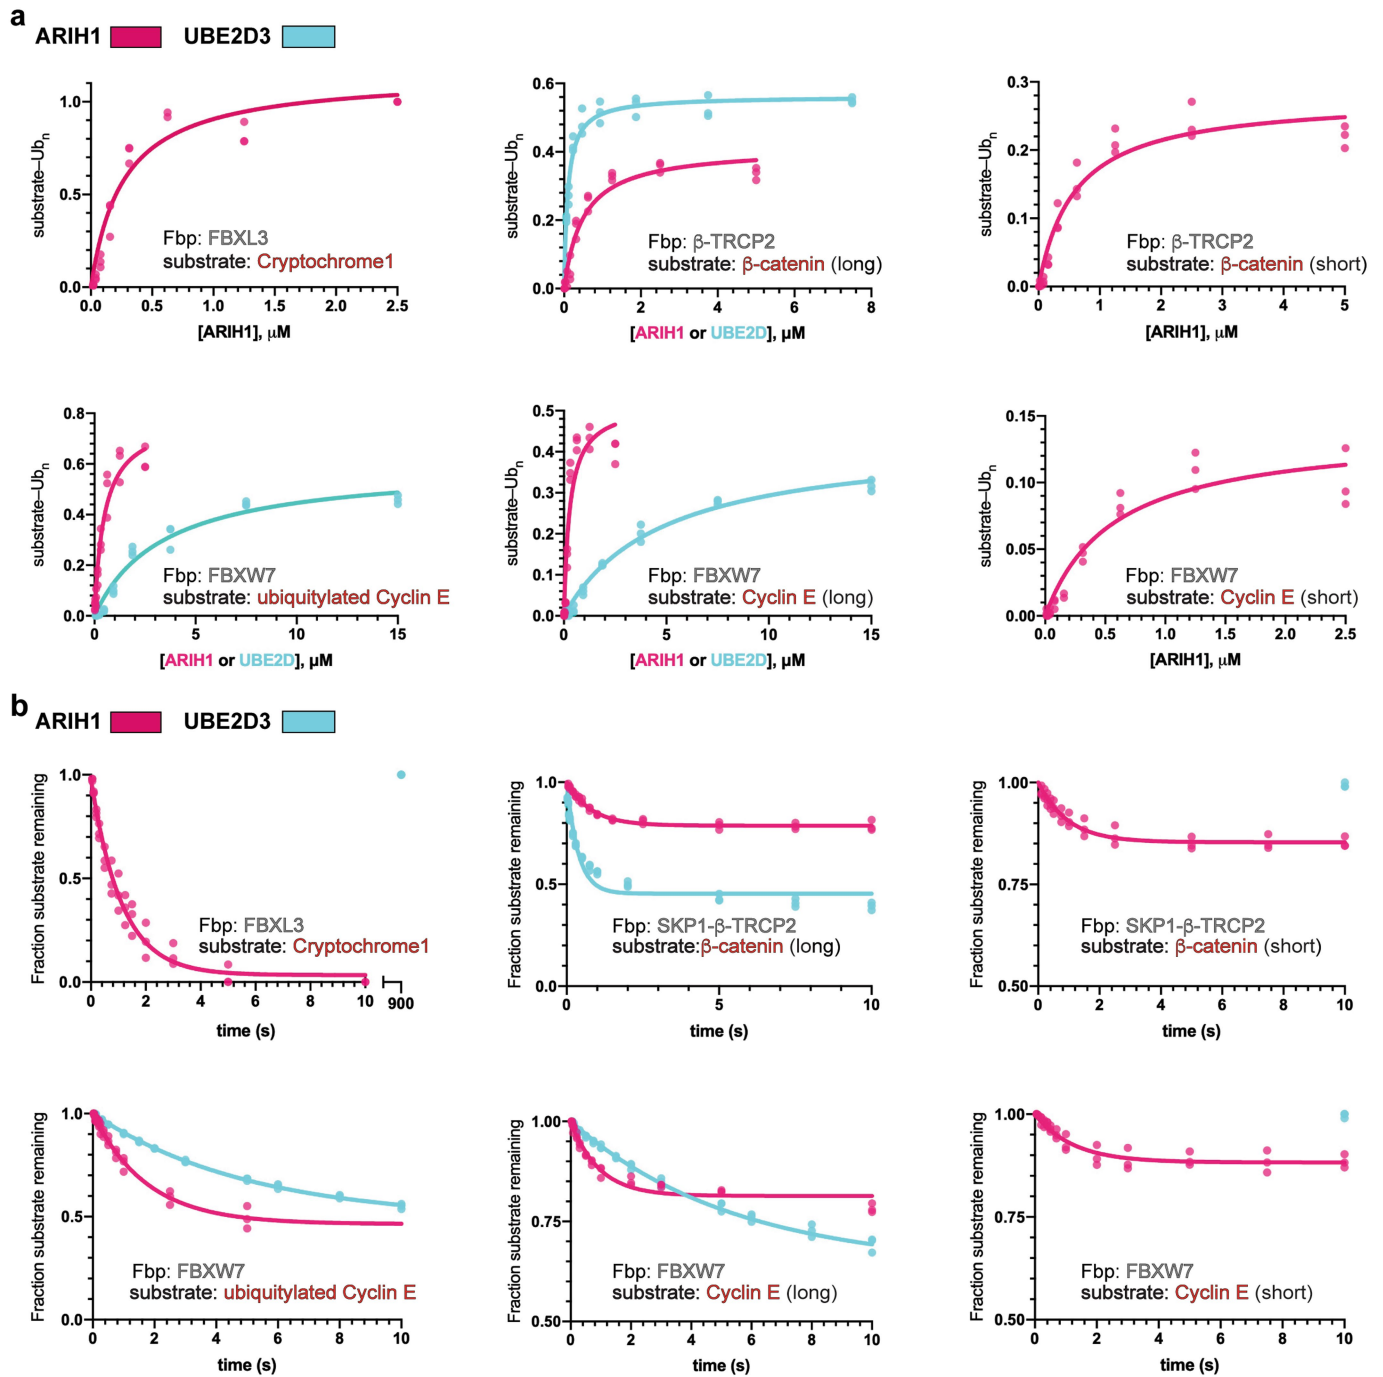 a
ARIH1 UBE2D3
substrate–Ubn
1.0
0.5
0.0
Fbp: FBXL3
substrate: Cryptochrome1
0.0 0.5 1.0 1.5 2.0 2.5
[ARIH1], μM
substrate–Ubn
0.6
0.4
0.2
0.0
Fbp: β-TRCP2
substrate: β-catenin (long)
0 2 4 6 8
[ARIH1 or UBE2D], μM
substrate–Ubn
0.3
0.2
0.1
0.0
Fbp: β-TRCP2
substrate: β-catenin (short)
0 1 2 3 4 5
[ARIH1], μM
substrate–Ubn
0.8
0.6
0.4
0.2
0.0
Fbp: FBXW7
substrate: ubiquitylated Cyclin E
0 5 10 15
[ARIH1 or UBE2D], μM
substrate–Ubn
0.5
0.4
0.3
0.2
0.1
0.0
Fbp: FBXW7
substrate: Cyclin E (long)
0 5 10 15
[ARIH1 or UBE2D], μM
substrate–Ubn
0.15
0.10
0.05
0.00
Fbp: FBXW7
substrate: Cyclin E (short)
0.0 0.5 1.0 1.5 2.0 2.5
[ARIH1], μM
b
ARIH1 UBE2D3
Fraction substrate remaining
1.0
0.5
0.0
Fbp: FBXL3
substrate: Cryptochrome1
0 2 4 6 8 10 900
time (s)
Fraction substrate remaining
1.0
0.5
0.0
Fbp: SKP1-β-TRCP2
substrate:β-catenin (long)
0 5 10
time (s)
Fraction substrate remaining
1.00
0.75
0.50
Fbp: SKP1-β-TRCP2
substrate: β-catenin (short)
0 2 4 6 8 10
time (s)
Fraction substrate remaining
1.0
0.5
0.0
Fbp: FBXW7
substrate: ubiquitylated Cyclin E
0 2 4 6 8 10
time (s)
Fraction substrate remaining
1.00
0.75
0.50
Fbp: FBXW7
substrate: Cyclin E (long)
0 2 4 6 8 10
time (s)
Fraction substrate remaining
1.00
0.75
0.50
Fbp: FBXW7
substrate: Cyclin E (short)
0 2 4 6 8 10
time (s)